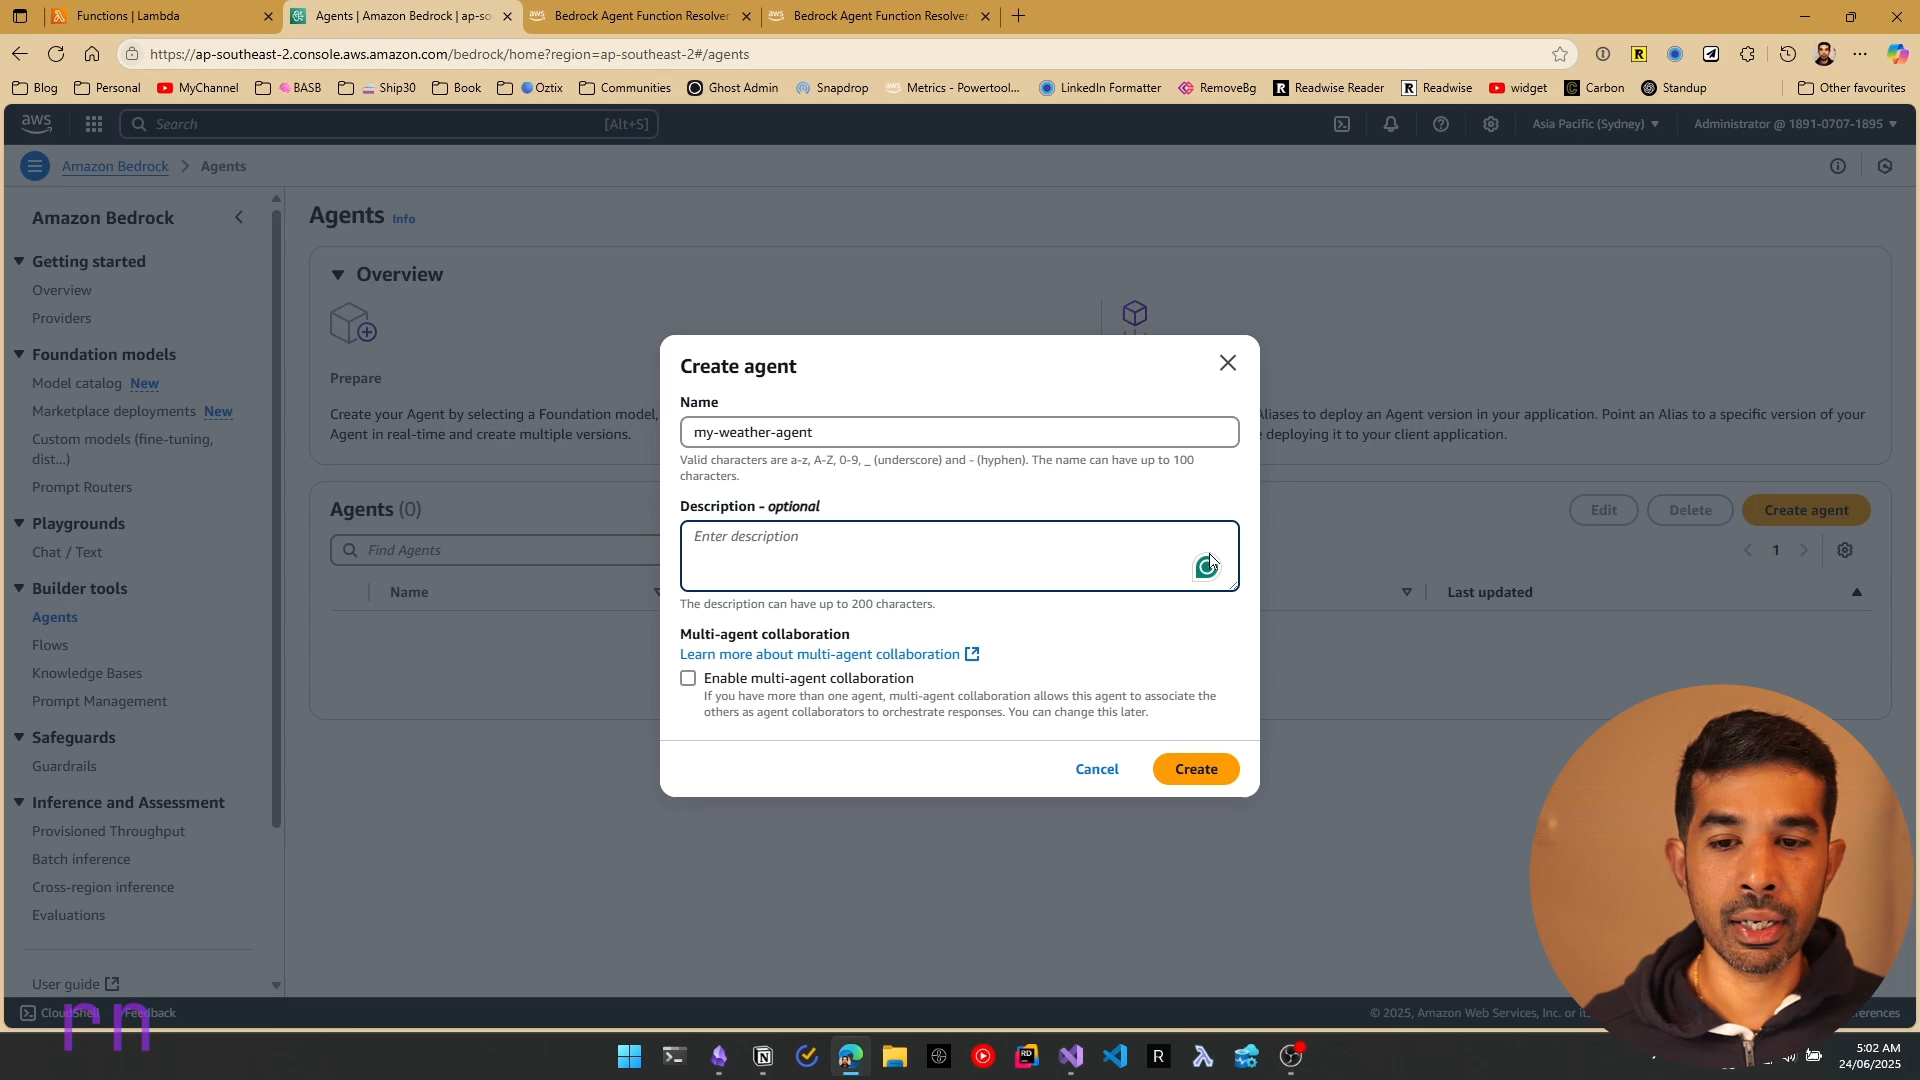 Functions | Lambda
Agents | Amazon Bedrock | ap-so
Bedrock Agent Function Resolver
Bedrock Agent Function Resolver
https://ap-southeast-2.console.aws.amazon.com/bedrock/home?region=ap-southeast-2#/agents
Blog
Personal
MyChannel
BASB
Ship30
Book
Oztix
Communities
Ghost Admin
Snapdrop
Metrics - Powertool...
LinkedIn Formatter
RemoveBg
Readwise Reader
Readwise
widget
Carbon
Standup
Other favourites
aws
Search
[Alt+S]
Asia Pacific (Sydney)
Administrator @ 1891-0707-1895
Amazon Bedrock
Agents
Amazon Bedrock
Getting started
Overview
Providers
Foundation models
Model catalog New
Marketplace deployments New
Custom models (fine-tuning,
dist...)
Prompt Routers
Playgrounds
Chat / Text
Builder tools
Agents
Flows
Knowledge Bases
Prompt Management
Safeguards
Guardrails
Inference and Assessment
Provisioned Throughput
Batch inference
Cross-region inference
Evaluations
User guide
Agents Info
Overview
Prepare
Create your Agent by selecting a Foundation model,
Agent in real-time and create multiple versions.
Aliases to deploy an Agent version in your application. Point an Alias to a specific version of your
deploying it to your client application.
Agents (0)
Edit
Delete
Create agent
Find Agents
1
Name
Last updated
Create agent
Name
my-weather-agent
Valid characters are a-z, A-Z, 0-9, _ (underscore) and - (hyphen). The name can have up to 100
characters.
Description - optional
Enter description
The description can have up to 200 characters.
Multi-agent collaboration
Learn more about multi-agent collaboration
Enable multi-agent collaboration
If you have more than one agent, multi-agent collaboration allows this agent to associate the
others as agent collaborators to orchestrate responses. You can change this later.
Cancel
Create
CloudShell
Feedback
rn
© 2025, Amazon Web Services, Inc. or
5:02 AM
24/06/2025